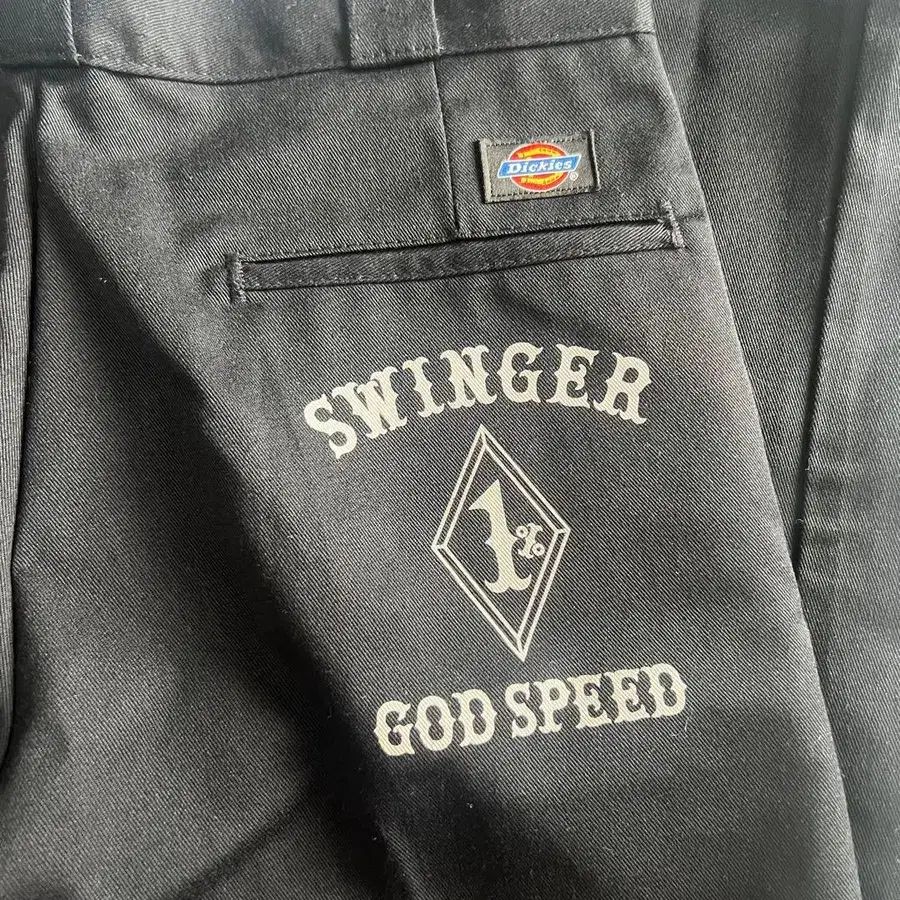 Dickies®
SWINGER
1%
GOD SPEED